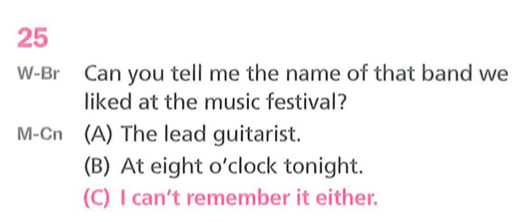 25
W-Br Can you tell me the name of that band we
liked at the music festival?
M-Cn (A) The lead guitarist.
(B) At eight o’clock tonight.
(C) I can’t remember it either.